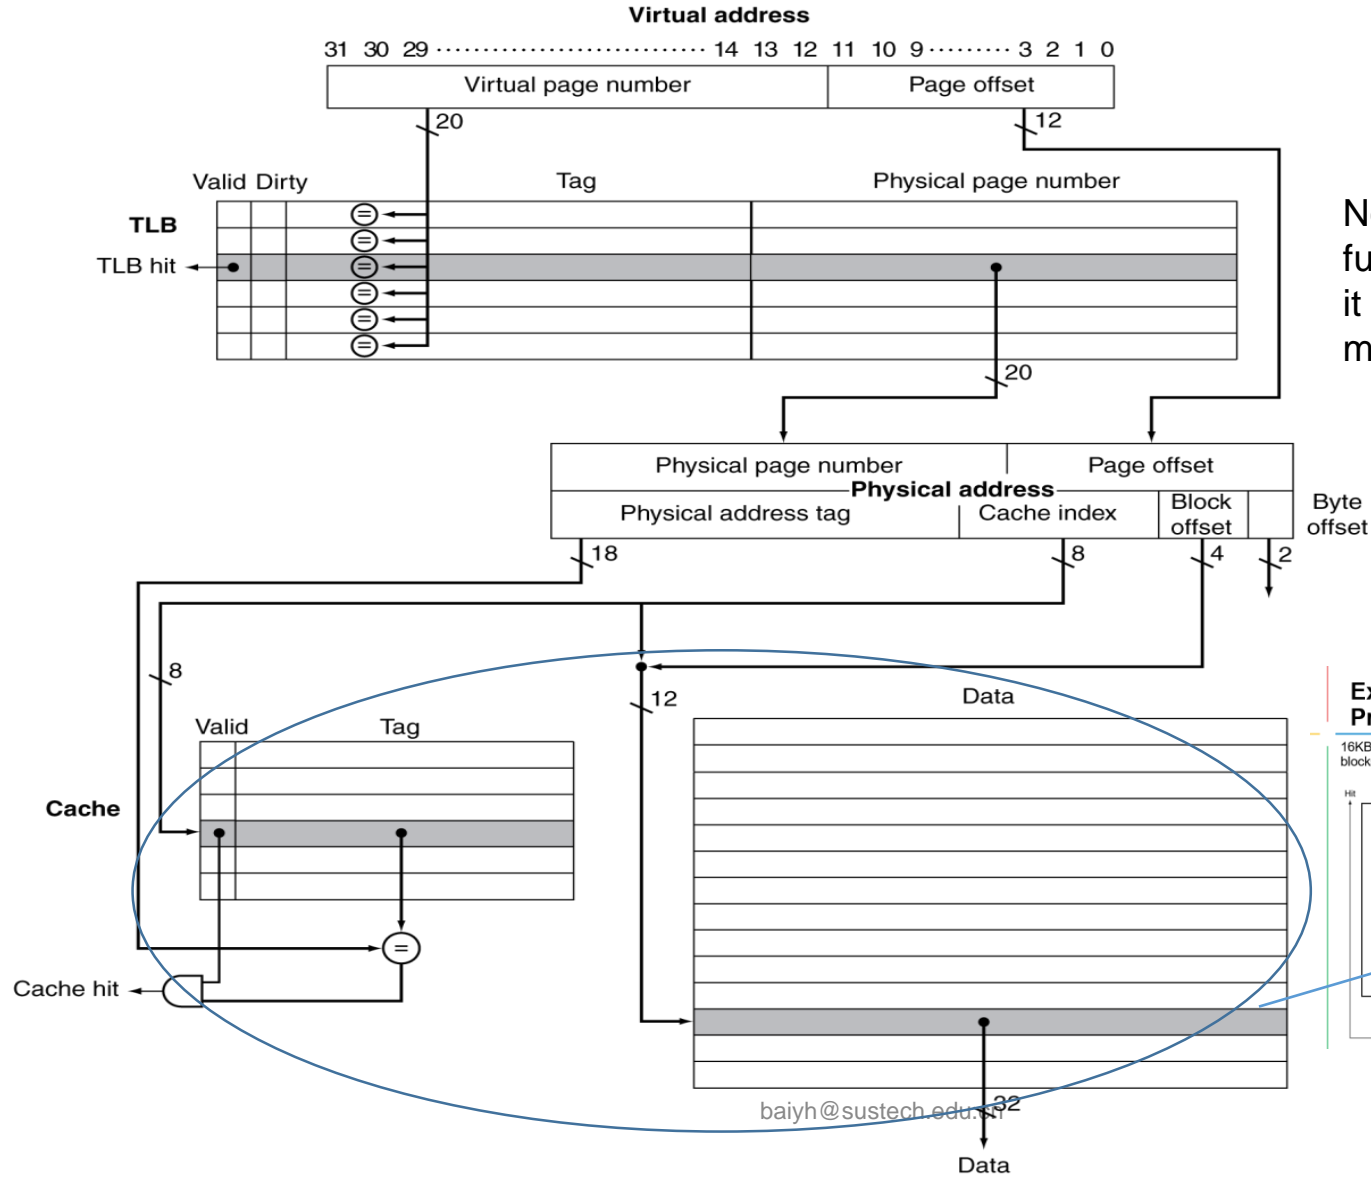 Virtual address
31 30 29 ........................... 14 13 12 11 10 9 ......... 3 2 1 0
Virtual page number Page offset
20 12
Valid Dirty Tag Physical page number
TLB
= 
=
TLB hit =
=
=
=
20
Physical page number Page offset
Physical address
Physical address tag Cache index Block offset Byte offset
18 8 4 2
8
12
Data
Valid Tag
Cache
=
Cache hit
baiyh@sustech.edu.cn
32
Data
fu
it
16KB
block
Hit